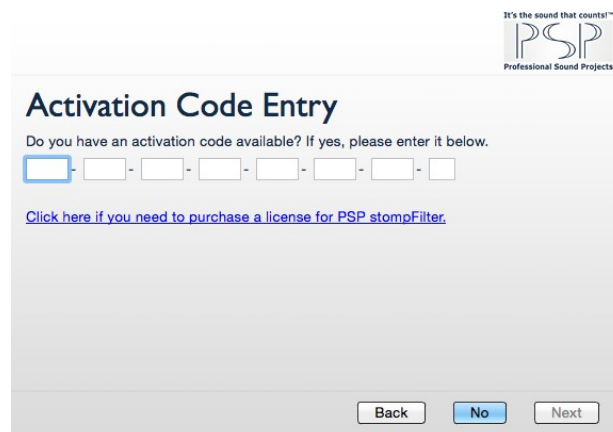 It's the sound that counts!™
PSP
Professional Sound Projects
Activation Code Entry
Do you have an activation code available? If yes, please enter it below.
- - - - - - -
Click here if you need to purchase a license for PSP stompFilter.
Back No Next